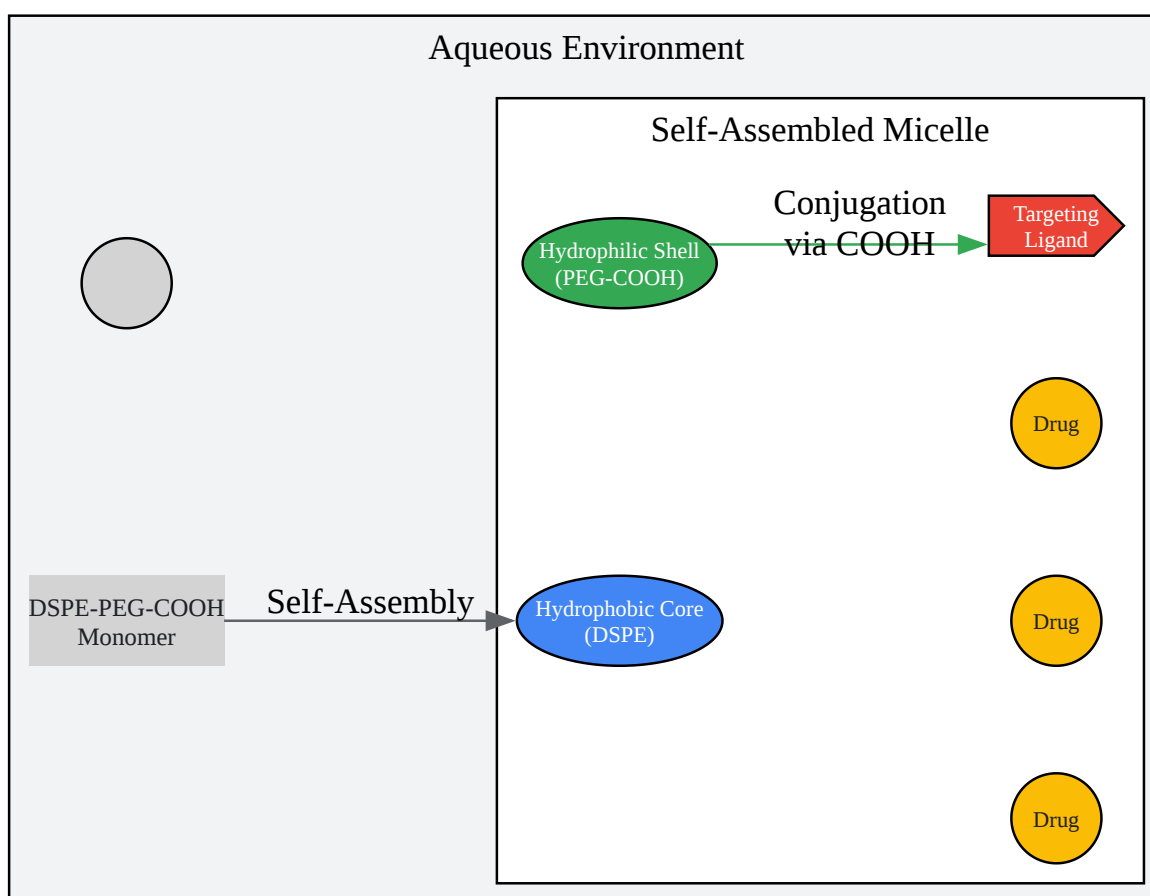 Aqueous Environment
Self-Assembled Micelle
Conjugation
via COOH
Targeting
Ligand
Hydrophilic Shell
(PEG-COOH)
Drug
DSPE-PEG-COOH
Monomer
Self-Assembly
Hydrophobic Core
(DSPE)
Drug
Drug